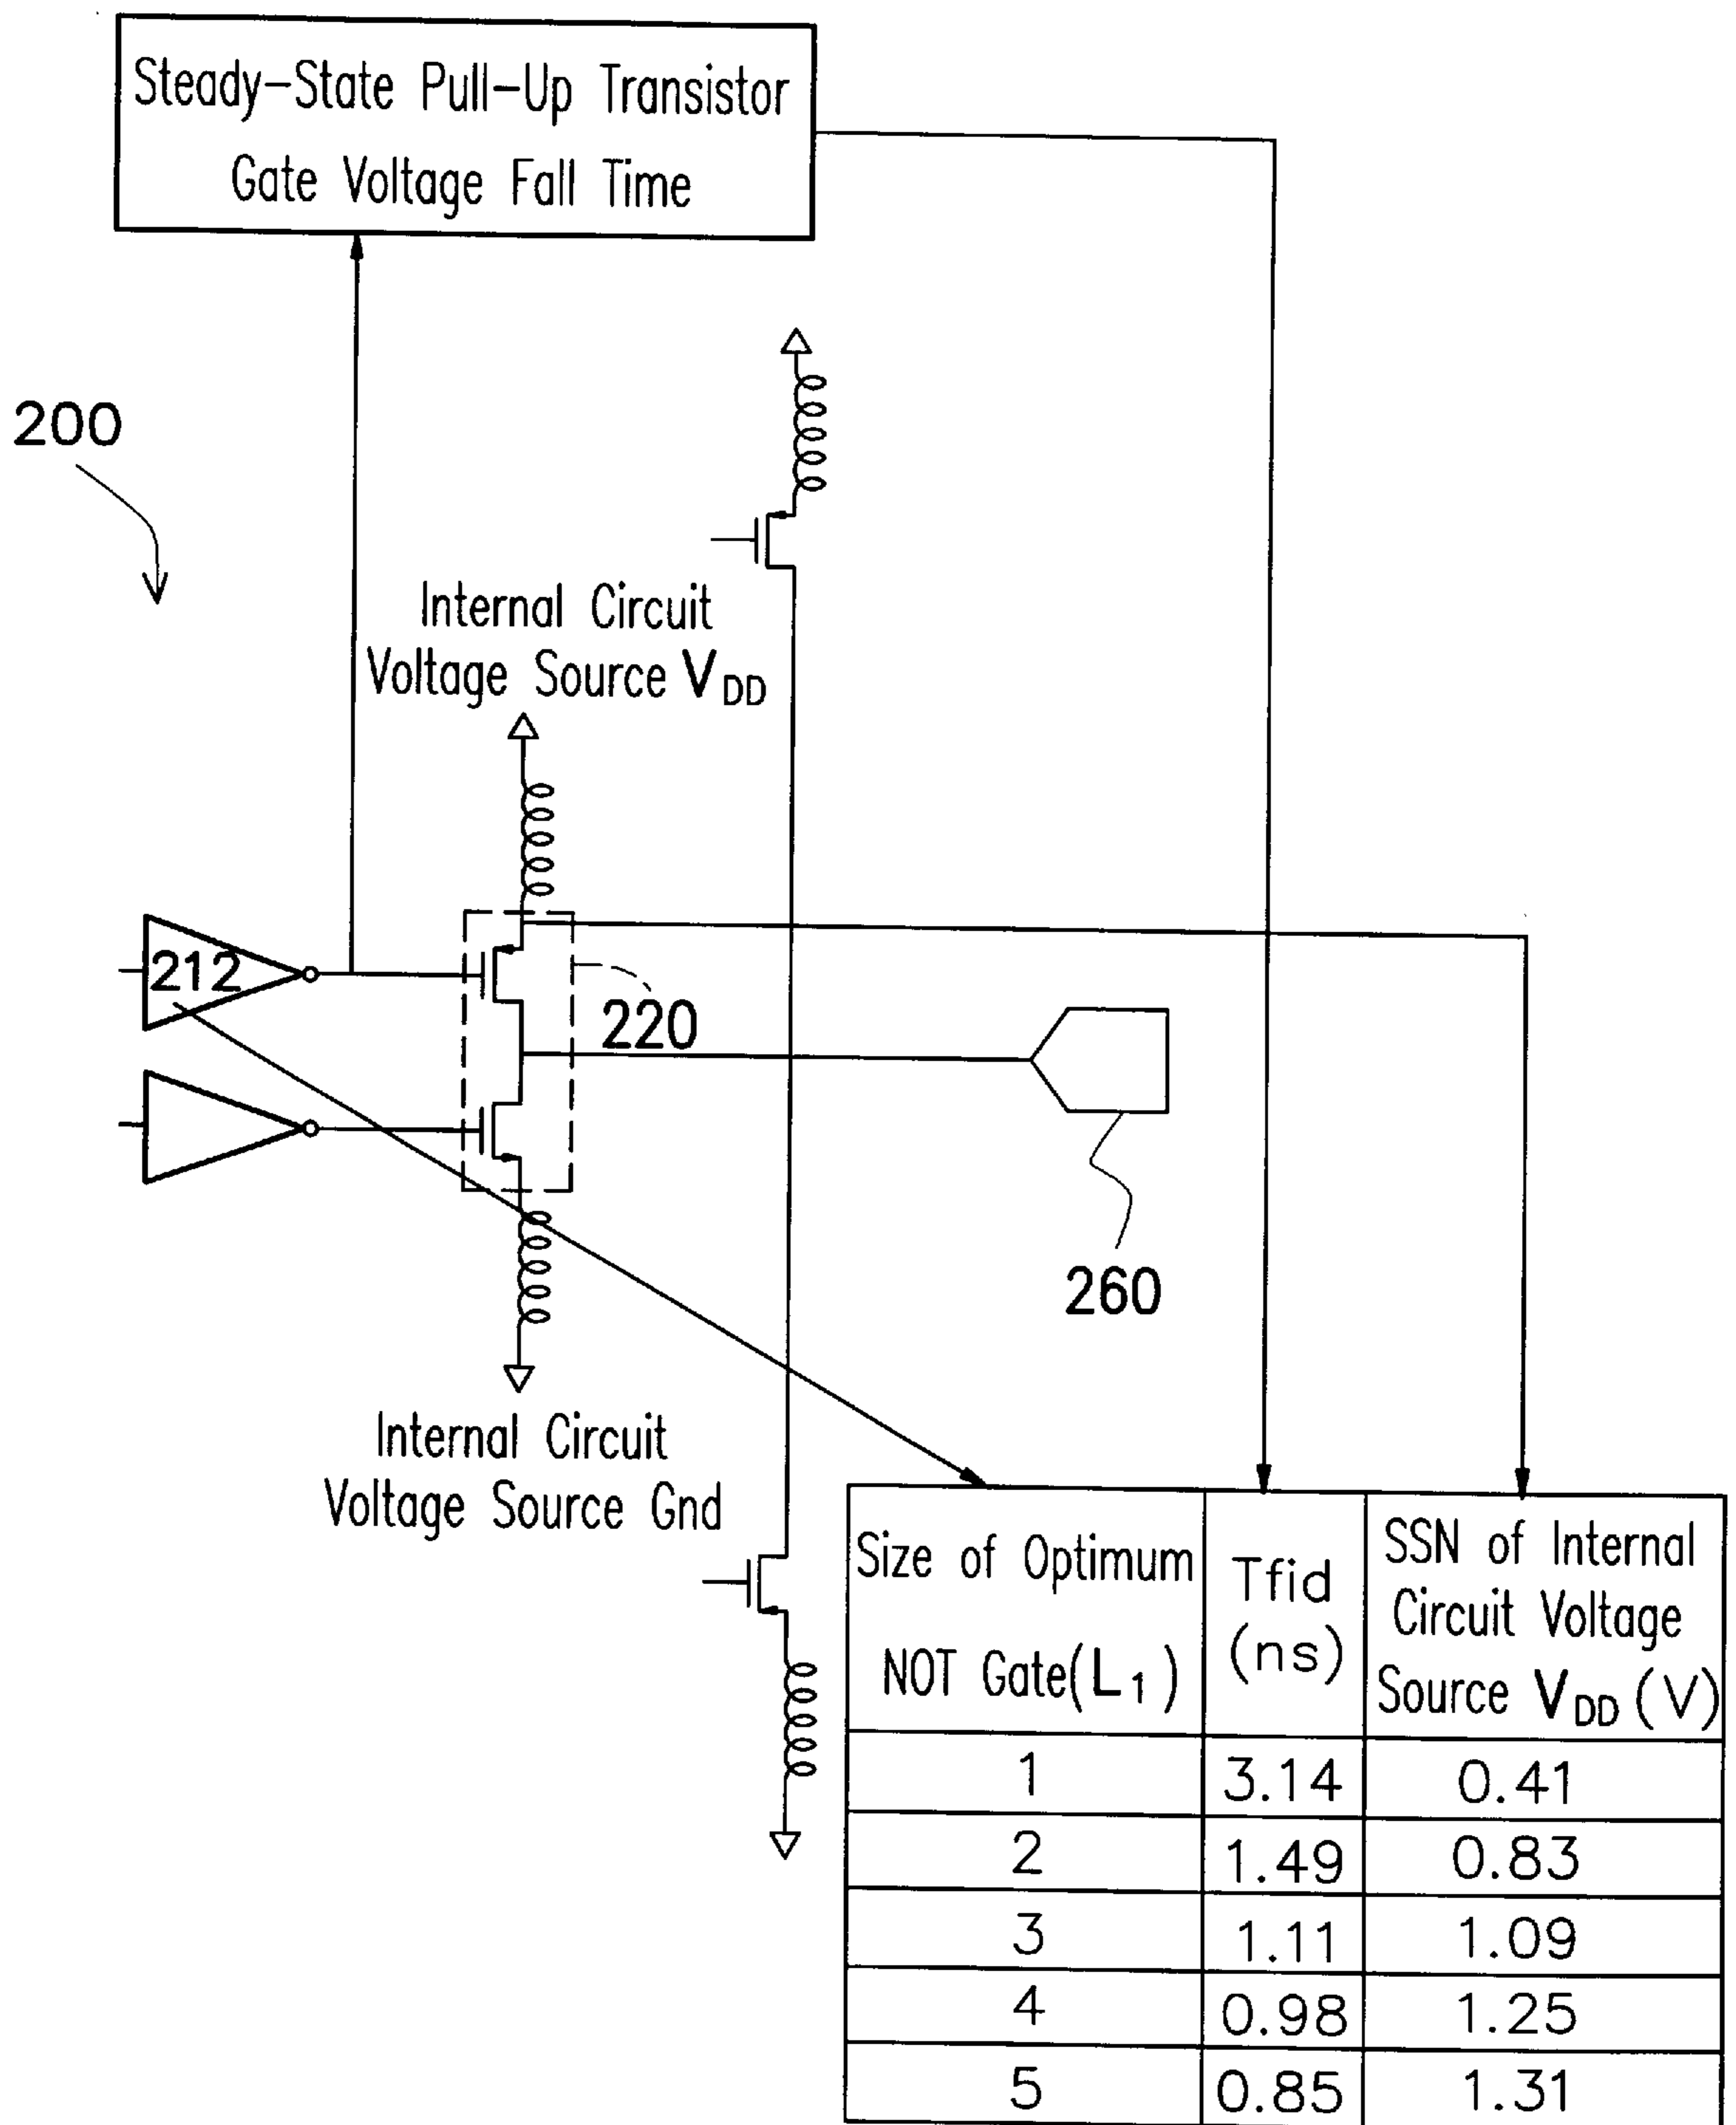 Steady-State Pull-Up Transistor
Gate Voltage Fall Time
200
Internal Circuit
Voltage Source VDD
212
220
260
Internal Circuit
Voltage Source Gnd
Size of Optimum
NOT Gate(L1)
Tfid
(ns)
SSN of Internal
Circuit Voltage
Source VDD (V)
1 3.14 0.41
2 1.49 0.83
3 1.11 1.09
4 0.98 1.25
5 0.85 1.31